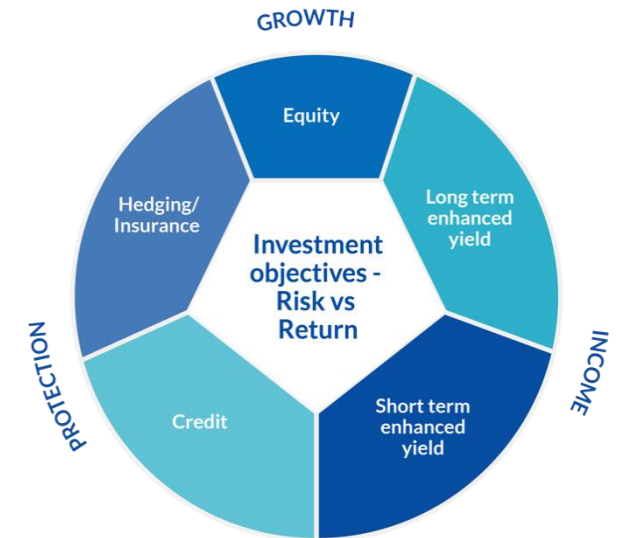 GROWTH
Equity
Hedging/
Insurance
Long term
enhanced
yield
Investment
objectives -
Risk vs
Return
PROTECTION
INCOME
Credit
Short term
enhanced
yield